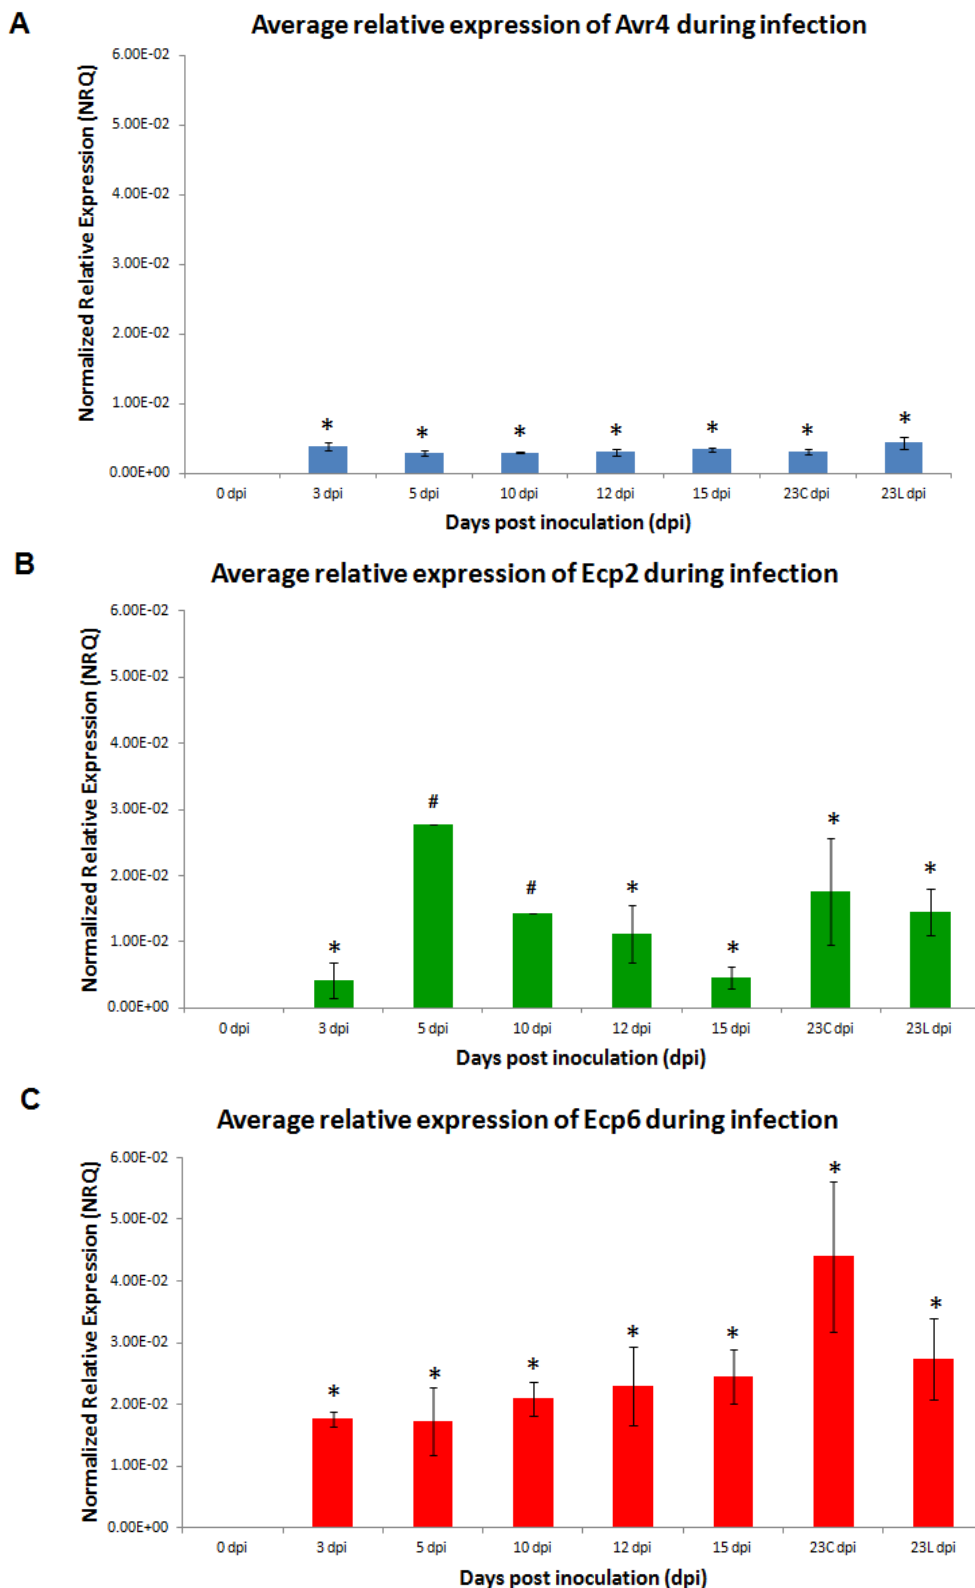 A
Average relative expression of Avr4 during infection
Normalized Relative Expression (NRQ)
6.00E-02
5.00E-02
4.00E-02
3.00E-02
2.00E-02
1.00E-02
0.00E+00
* * * * * * *
0 dpi 3 dpi 5 dpi 10 dpi 12 dpi 15 dpi 23C dpi 23L dpi
Days post inoculation (dpi)
B
Average relative expression of Ecp2 during infection
Normalized Relative Expression (NRQ)
6.00E-02
5.00E-02
4.00E-02
3.00E-02
2.00E-02
1.00E-02
0.00E+00
* # # * * * *
0 dpi 3 dpi 5 dpi 10 dpi 12 dpi 15 dpi 23C dpi 23L dpi
Days post inoculation (dpi)
C
Average relative expression of Ecp6 during infection
Normalized Relative Expression (NRQ)
6.00E-02
5.00E-02
4.00E-02
3.00E-02
2.00E-02
1.00E-02
0.00E+00
* * * * * * *
0 dpi 3 dpi 5 dpi 10 dpi 12 dpi 15 dpi 23C dpi 23L dpi
Days post inoculation (dpi)